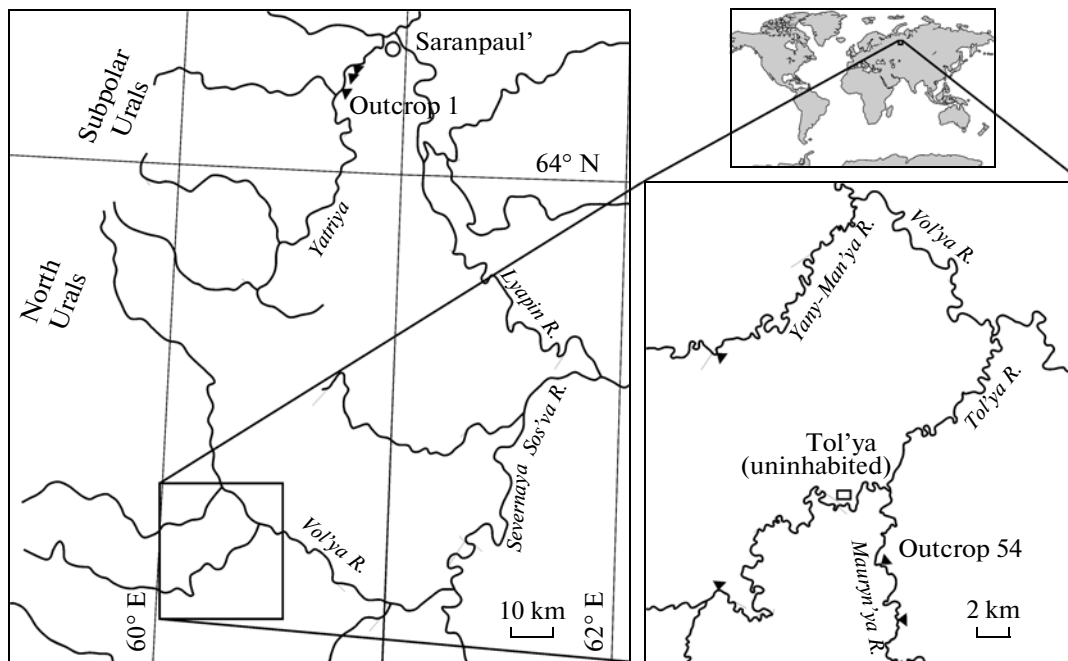 Saranpaul’
Subpolar
Urals
Outcrop 1
64° N
Yatriya
North
Urals
Lyapin R.
Severnaya Sos’va R.
Vol’ya R.
60° E
10 km
62° E
Vol’ya R.
Yany-Man’ya R.
Tol’ya R.
Tol’ya
(uninhabited)
Outcrop 54
Mauryn’ya R.
2 km